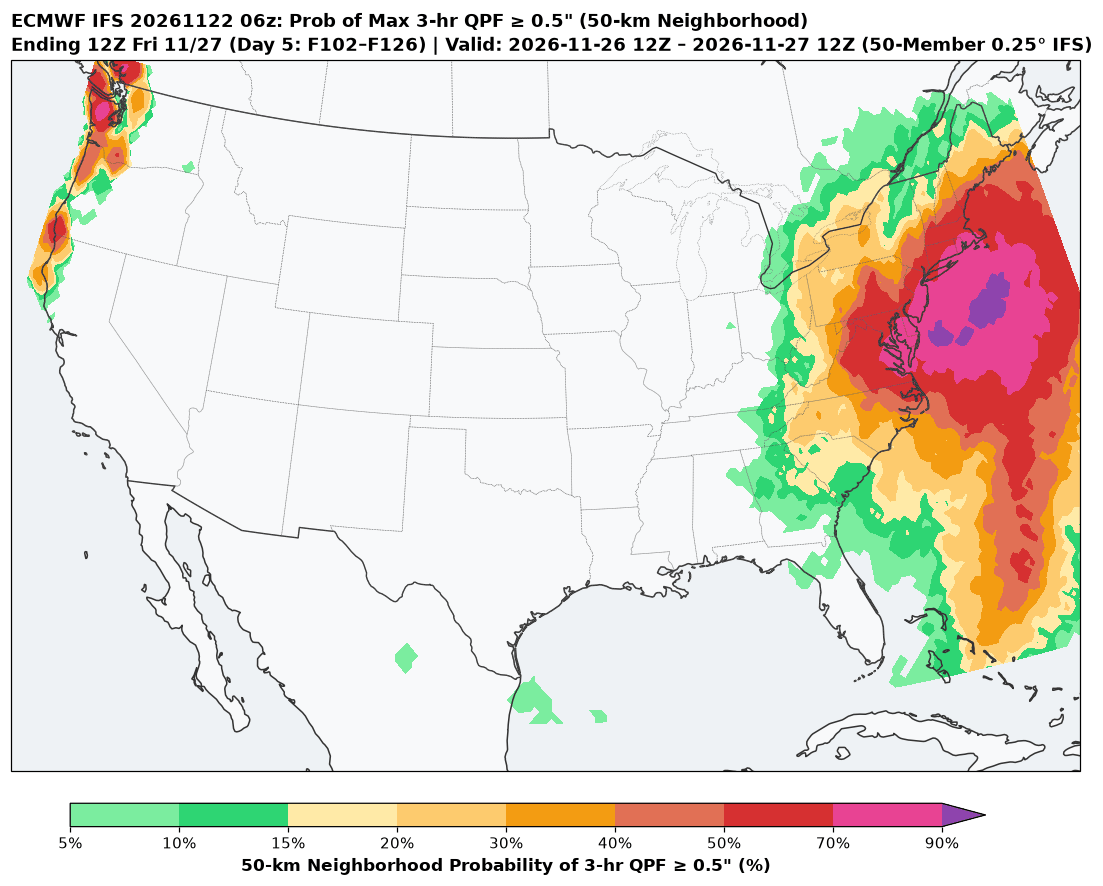 ECMWF IFS 20261122 06z: Prob of Max 3-hr QPF ≥ 0.5" (50-km Neighborhood)
Ending 12Z Fri 11/27 (Day 5: F102–F126) | Valid: 2026-11-26 12Z – 2026-11-27 12Z (50-Member 0.25° IFS)
5% 10% 15% 20% 30% 40% 50% 70% 90%
50-km Neighborhood Probability of 3-hr QPF ≥ 0.5" (%)